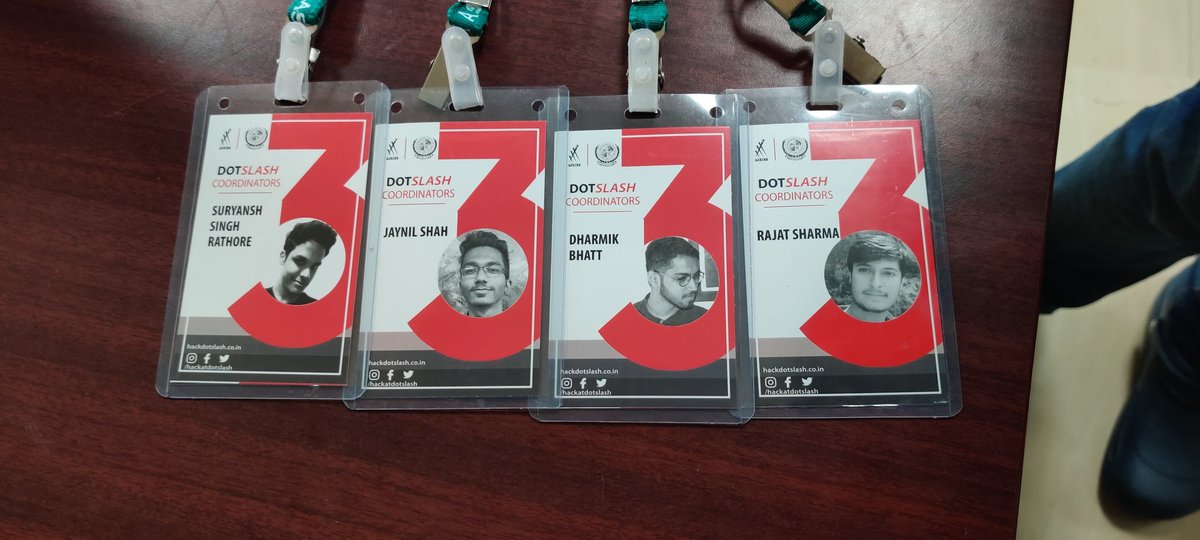 DOTSLASH
COORDINATORS
SURYANSH
SINGH
RATHORE
hackdotslash.co.in
/hackatdotslash
DOTSLASH
COORDINATORS
JAYNIL SHAH
hackdotslash.co.in
/hackatdotslash
DOTSLASH
COORDINATORS
DHARMIK
BHATT
hackdotslash.co.in
/hackatdotslash
DOTSLASH
COORDINATORS
RAJAT SHARMA
hackdotslash.co.in
/hackatdotslash